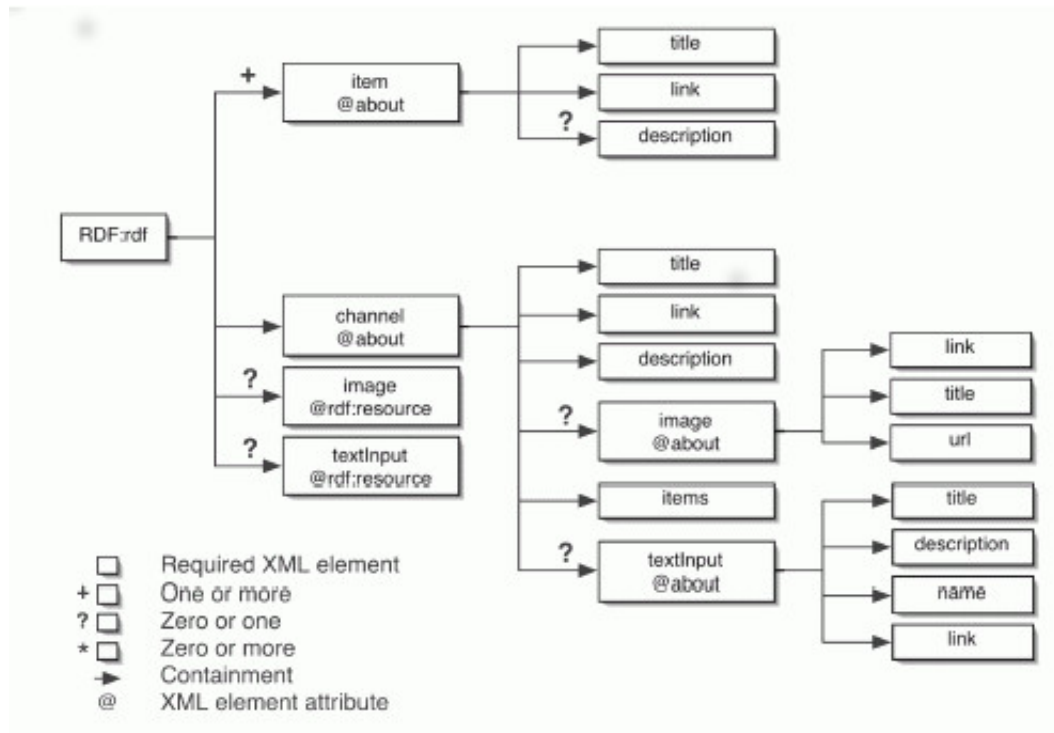 title
+
item
@about
link
?
description
RDF:rdf
title
channel
@about
link
description
?
image
@rdf:resource
?
textInput
@rdf:resource
?
image
@about
link
title
url
items
?
textInput
@about
title
description
name
link
Required XML element
+ One or more
? Zero or one
* Zero or more
Containment
@ XML element attribute